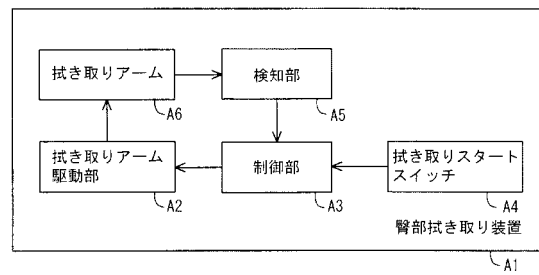 拭き取りアーム
A6
検知部
A5
拭き取りアーム
駆動部
A2
制御部
A3
拭き取りスタート
スイッチ
A4
臀部拭き取り装置
A1